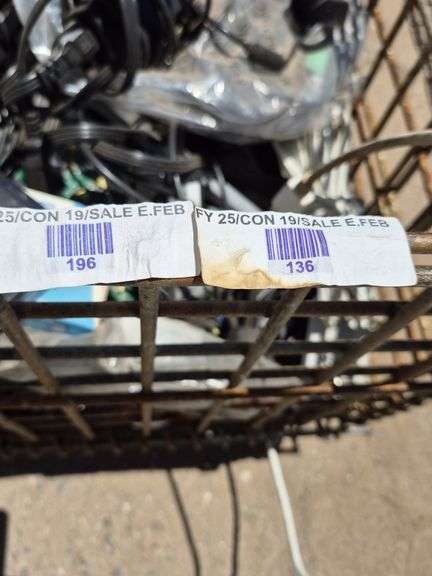 25/CON 19/SALE E.FEB
196
FY 25/CON 19/SALE E.FEB
136